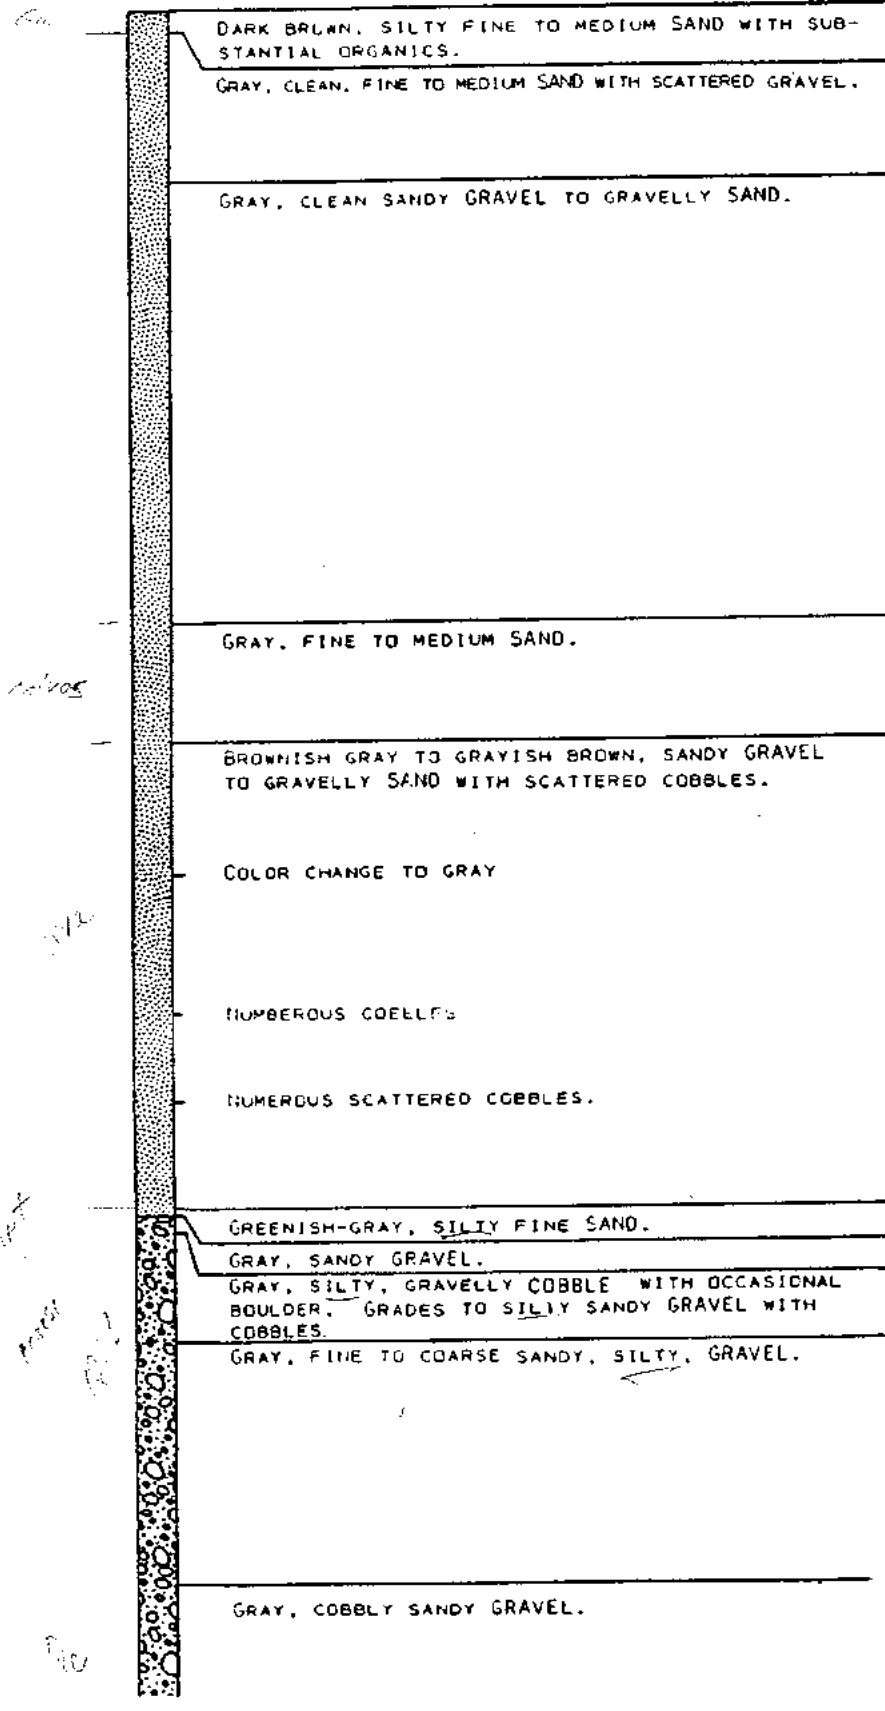 DARK BROWN, SILTY FINE TO MEDIUM SAND WITH SUB-
STANTIAL ORGANICS.
GRAY, CLEAN, FINE TO MEDIUM SAND WITH SCATTERED GRAVEL.
GRAY, CLEAN SANDY GRAVEL TO GRAVELLY SAND.
GRAY, FINE TO MEDIUM SAND.
BROWNISH GRAY TO GRAYISH BROWN, SANDY GRAVEL
TO GRAVELLY SAND WITH SCATTERED COBBLES.
COLOR CHANGE TO GRAY
NUMBEROUS COBBLES
NUMEROUS SCATTERED COBBLES.
GREENISH-GRAY, SILTY FINE SAND.
GRAY, SANDY GRAVEL.
GRAY, SILTY, GRAVELLY COBBLE WITH OCCASIONAL
BOULDER. GRADES TO SILTY SANDY GRAVEL WITH
COBBLES.
GRAY, FINE TO COARSE SANDY, SILTY, GRAVEL.
GRAY, COBBLY SANDY GRAVEL.